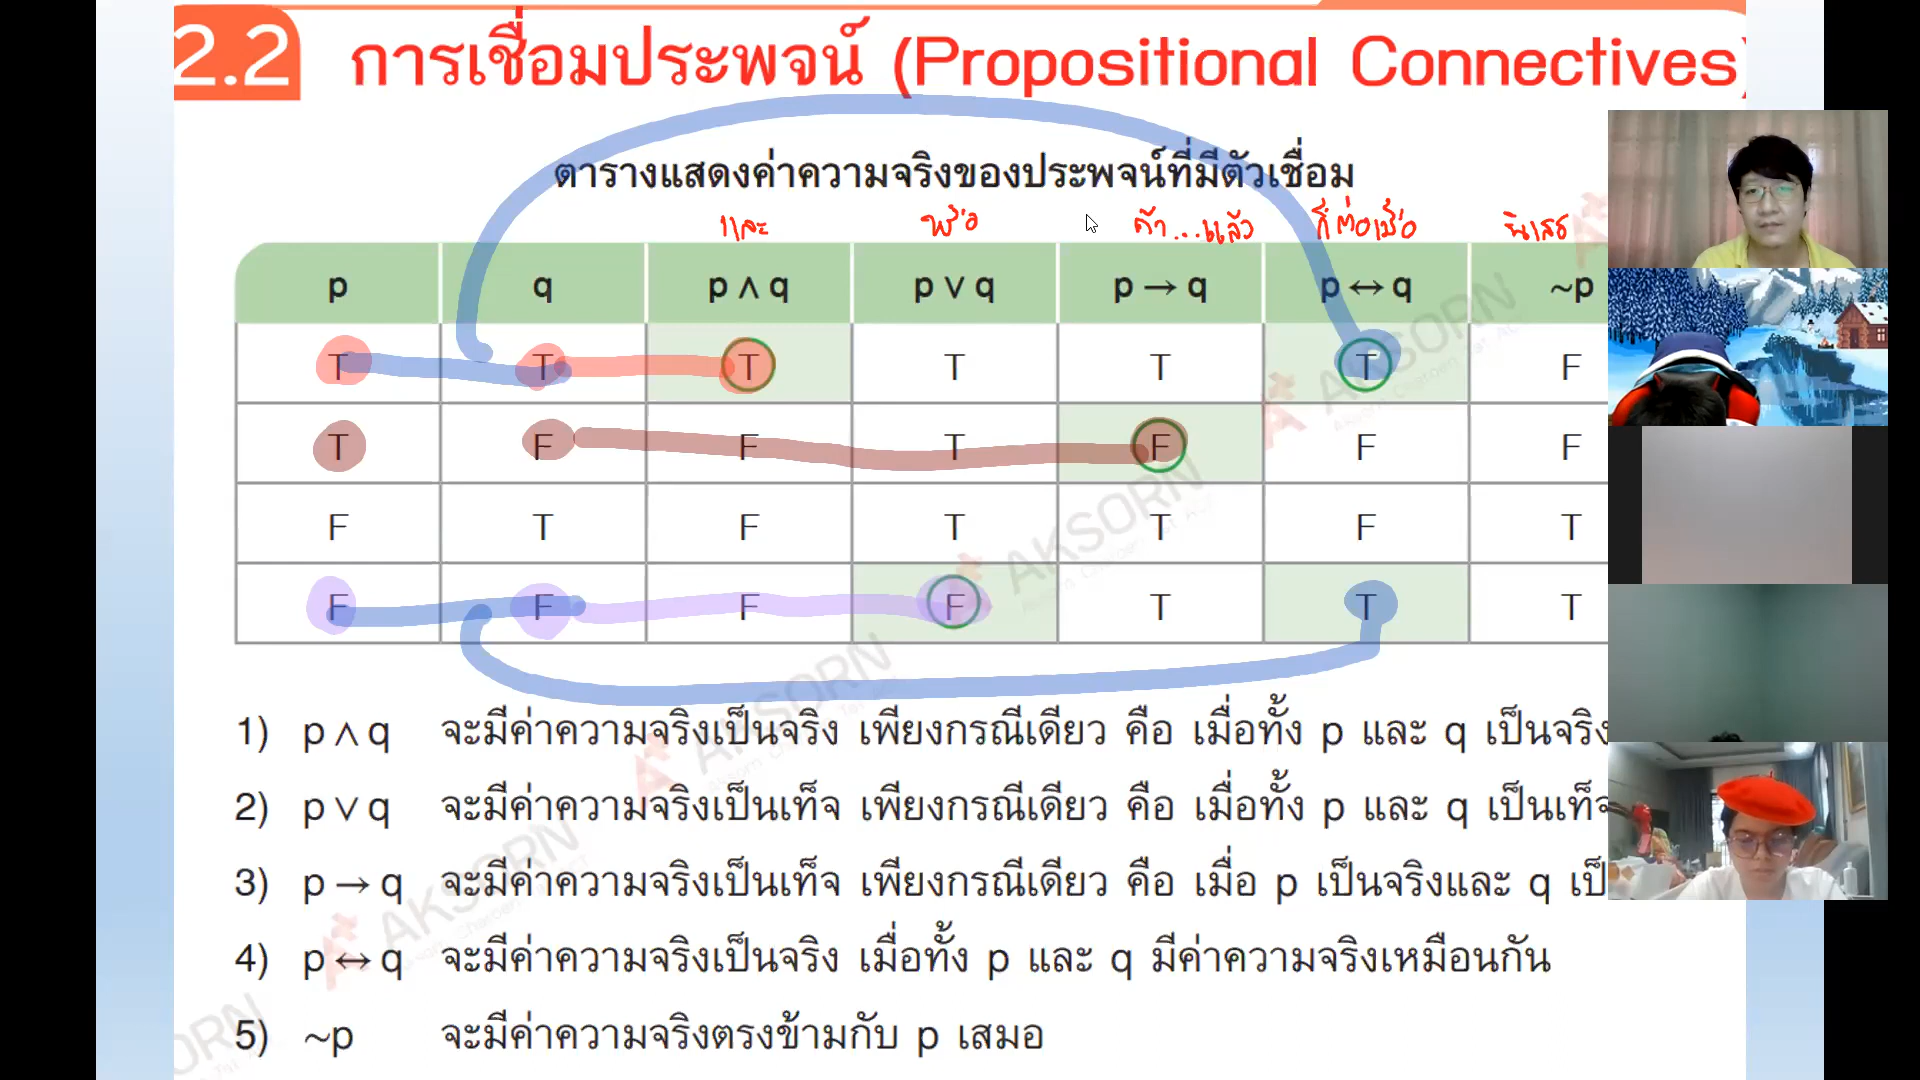 2.2 การเชื่อมประพจน์ (Propositional Connectives)
ตารางแสดงค่าความจริงของประพจน์ที่มีตัวเชื่อม
และ หรือ ถ้า...แล้ว ก็ต่อเมื่อ นิเสธ
p q p ∧ q p ∨ q p → q p ↔ q ~p
T T T T T T F
T F F T F F F
F T F T T F T
F F F F T T T
1) p ∧ q จะมีค่าความจริงเป็นจริง เพียงกรณีเดียว คือ เมื่อทั้ง p และ q เป็นจริง
2) p ∨ q จะมีค่าความจริงเป็นเท็จ เพียงกรณีเดียว คือ เมื่อทั้ง p และ q เป็นเท็จ
3) p → q จะมีค่าความจริงเป็นเท็จ เพียงกรณีเดียว คือ เมื่อ p เป็นจริงและ q เป็
4) p ↔ q จะมีค่าความจริงเป็นจริง เมื่อทั้ง p และ q มีค่าความจริงเหมือนกัน
5) ~p จะมีค่าความจริงตรงข้ามกับ p เสมอ
AKSORN
AKSORN
AKSORN
AKSORN